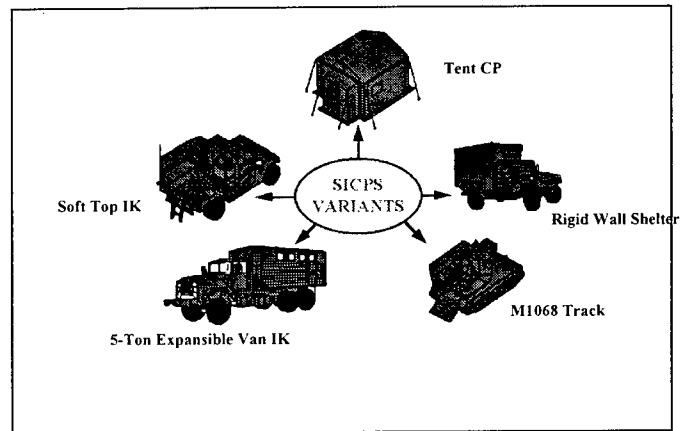 Tent CP
SICPS
VARIANTS
Soft Top IK
Rigid Wall Shelter
M1068 Track
5-Ton Expansible Van IK